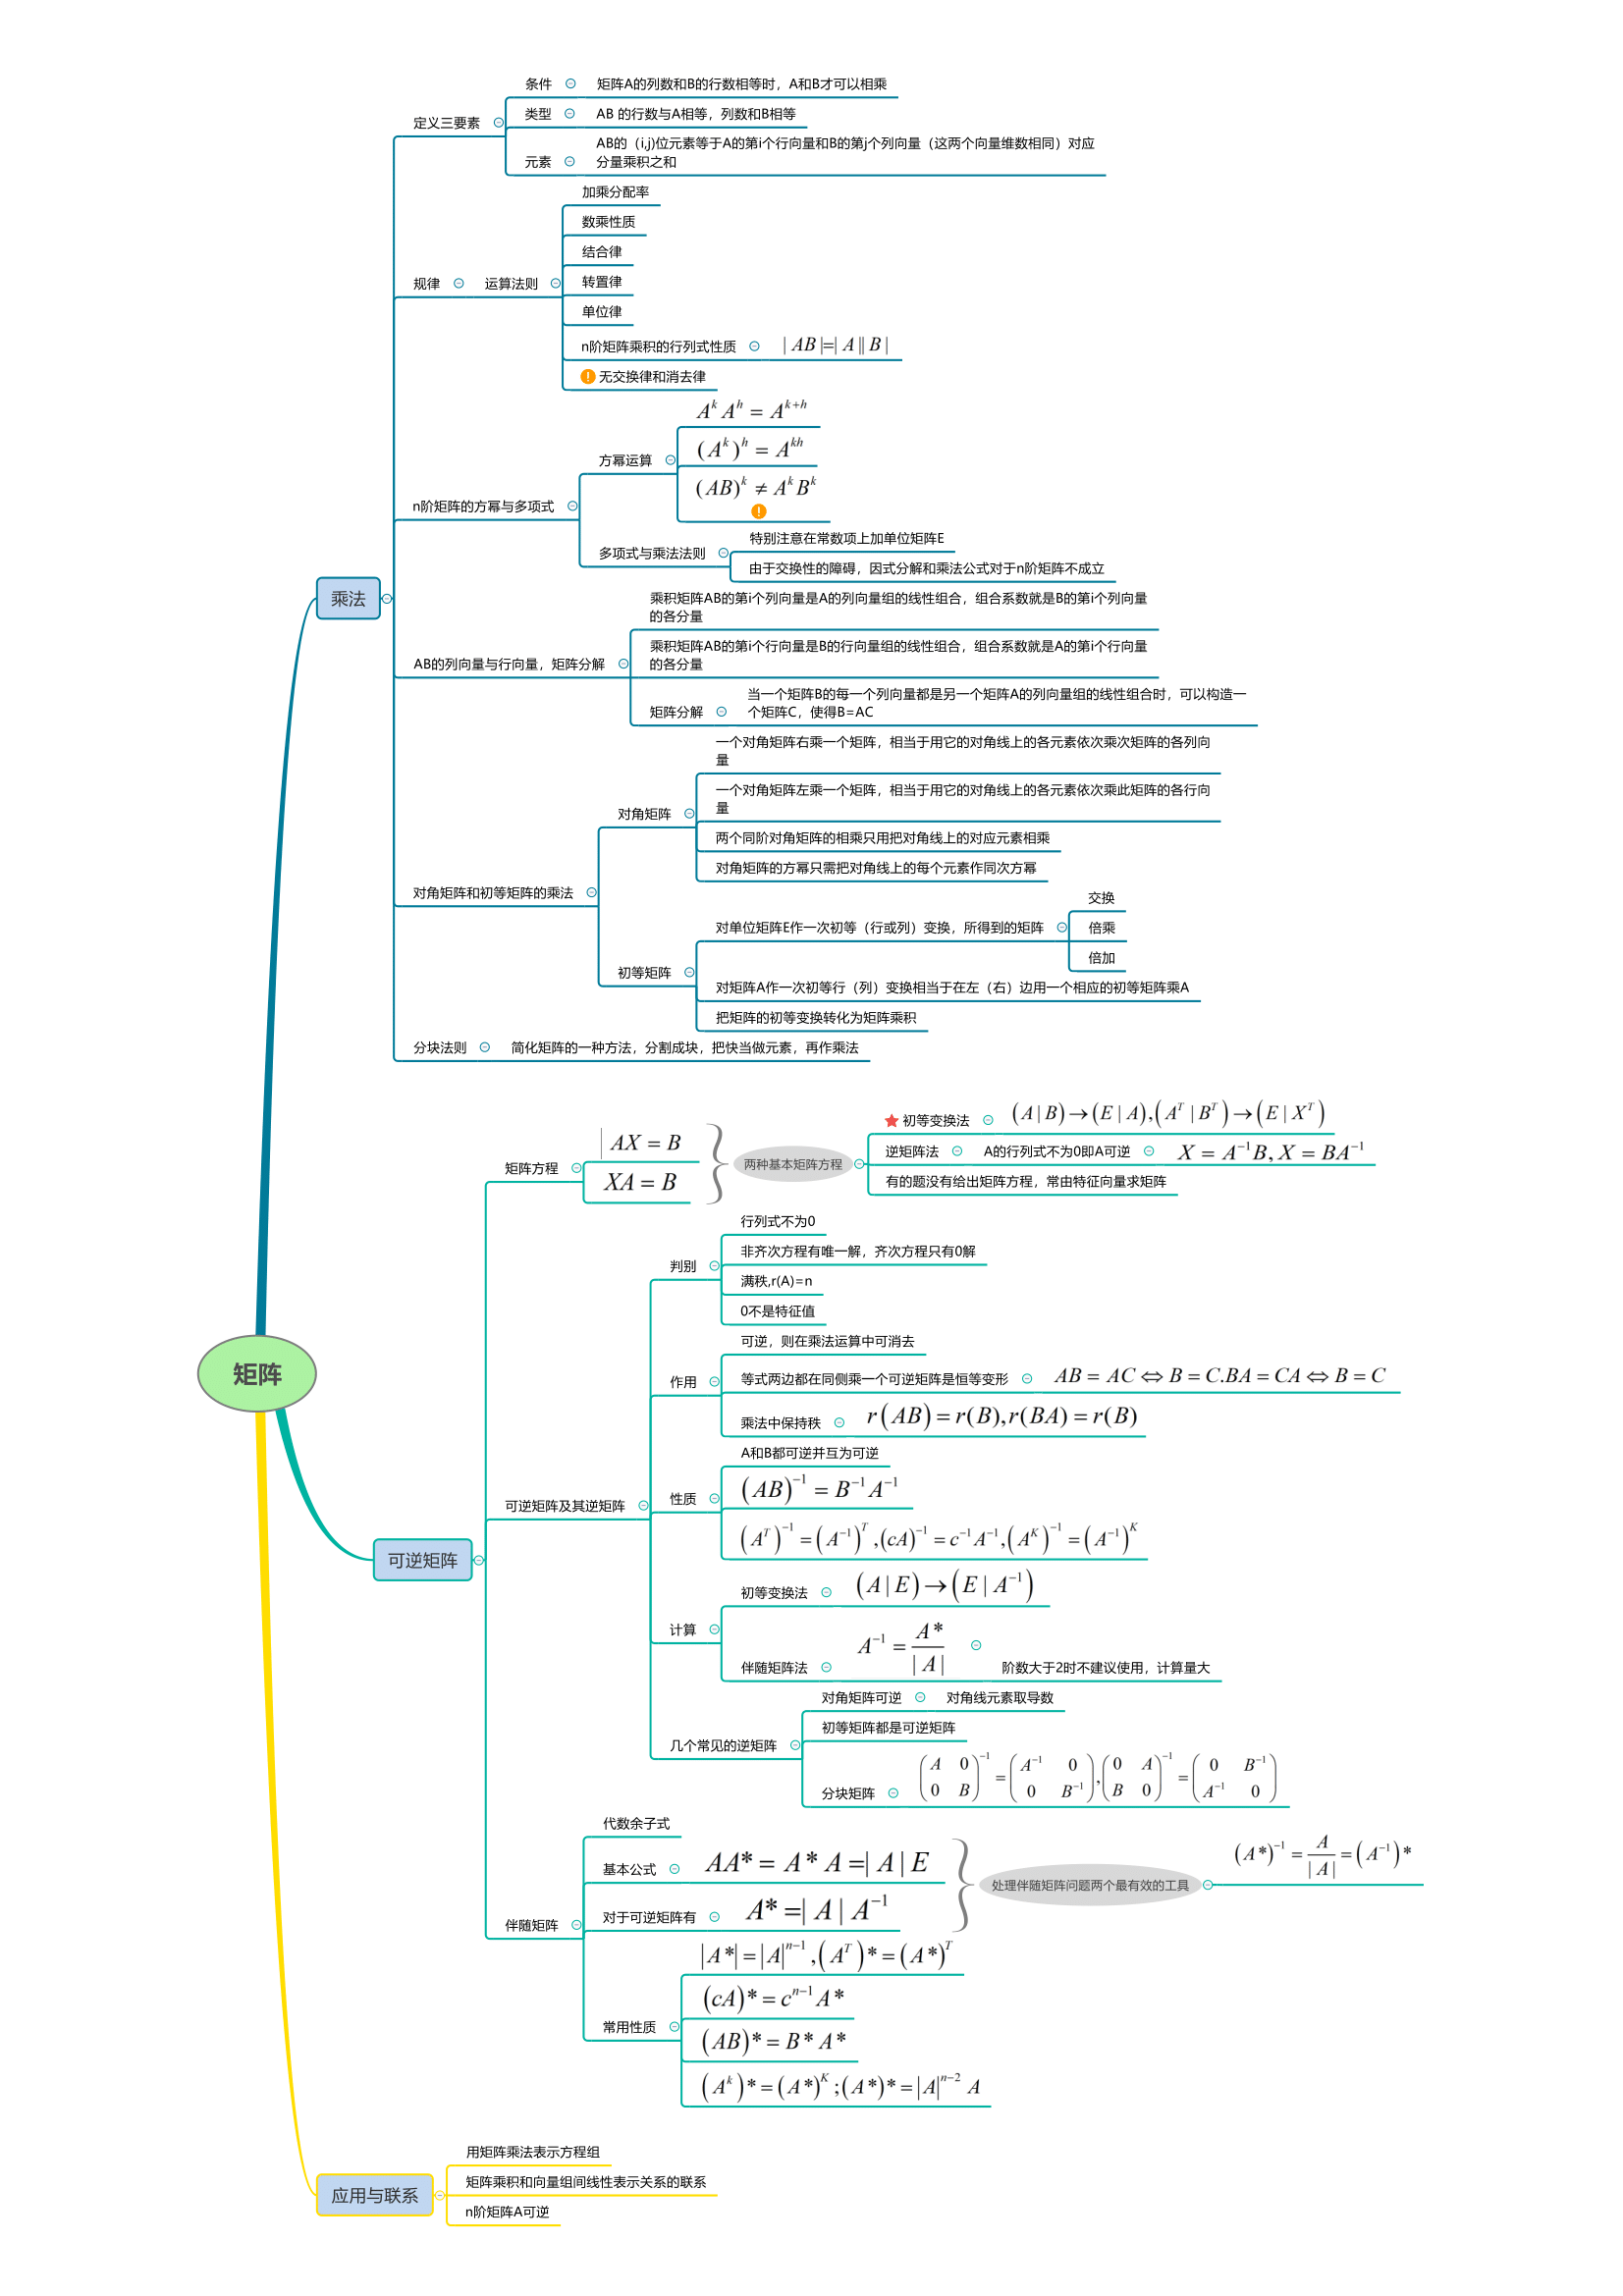 条件
矩阵A的列数和B的行数相等时，A和B才可以相乘
类型
AB 的行数与A相等，列数和B相等
定义三要素
AB的（i,j)位元素等于A的第i个行向量和B的第j个列向量（这两个向量维数相同）对应
分量乘积之和
元素
加乘分配率
数乘性质
结合律
规律
运算法则
转置律
单位律
n阶矩阵乘积的行列式性质
| AB |=| A || B |
无交换律和消去律
A^k A^h = A^{k+h}
方幂运算
(A^k)^h = A^{kh}
(AB)^k ≠ A^k B^k
n阶矩阵的方幂与多项式
多项式与乘法法则
特别注意在常数项上加单位矩阵E
由于交换性的障碍，因式分解和乘法公式对于n阶矩阵不成立
乘法
乘积矩阵AB的第i个列向量是A的列向量组的线性组合，组合系数就是B的第i个列向量
的各分量
AB的列向量与行向量，矩阵分解
乘积矩阵AB的第i个行向量是B的行向量组的线性组合，组合系数就是A的第i个行向量
的各分量
矩阵分解
当一个矩阵B的每一个列向量都是另一个矩阵A的列向量组的线性组合时，可以构造一
个矩阵C，使得B=AC
一个对角矩阵右乘一个矩阵，相当于用它的对角线上的各元素依次乘次矩阵的各列向
量
对角矩阵
一个对角矩阵左乘一个矩阵，相当于用它的对角线上的各元素依次乘此矩阵的各行向
量
两个同阶对角矩阵的相乘只用把对角线上的对应元素相乘
对角矩阵的方幂只需把对角线上的每个元素作同次方幂
对角矩阵和初等矩阵的乘法
对单位矩阵E作一次初等（行或列）变换，所得到的矩阵
交换
倍乘
倍加
初等矩阵
对矩阵A作一次初等行（列）变换相当于在左（右）边用一个相应的初等矩阵乘A
把矩阵的初等变换转化为矩阵乘积
分块法则
简化矩阵的一种方法，分割成块，把快当做元素，再作乘法
矩阵方程
AX = B
XA = B
两种基本矩阵方程
初等变换法
(A | B) → (E | A), (A^T | B^T) → (E | X^T)
逆矩阵法
A的行列式不为0即A可逆
X = A^{-1}B, X = BA^{-1}
有的题没有给出矩阵方程，常由特征向量求矩阵
行列式不为0
判别
非齐次方程有唯一解，齐次方程只有0解
满秩,r(A)=n
0不是特征值
矩阵
可逆，则在乘法运算中可消去
作用
等式两边都在同侧乘一个可逆矩阵是恒等变形
AB = AC ⇔ B = C.BA = CA ⇔ B = C
乘法中保持秩
r(AB) = r(B), r(BA) = r(B)
可逆矩阵及其逆矩阵
A和B都可逆并互为可逆
性质
(AB)^{-1} = B^{-1}A^{-1}
(A^T)^{-1} = (A^{-1})^T, (cA)^{-1} = c^{-1}A^{-1}, (A^K)^{-1} = (A^{-1})^K
可逆矩阵
计算
初等变换法
(A | E) → (E | A^{-1})
伴随矩阵法
A^{-1} = A* / | A |
阶数大于2时不建议使用，计算量大
几个常见的逆矩阵
对角矩阵可逆
对角线元素取导数
初等矩阵都是可逆矩阵
分块矩阵
(A 0; 0 B)^{-1} = (A^{-1} 0; 0 B^{-1}), (0 A; B 0)^{-1} = (0 B^{-1}; A^{-1} 0)
代数余子式
基本公式
AA* = A* A =| A | E
伴随矩阵
对于可逆矩阵有
A* =| A | A^{-1}
处理伴随矩阵问题两个最有效的工具
(A*)^{-1} = A / | A | = (A^{-1})*
常用性质
|A*| = |A|^{n-1}, (A^T)* = (A*)^T
(cA)* = c^{n-1}A*
(AB)* = B* A*
(A^k)* = (A*)^K; (A*)* = |A|^{n-2} A
应用与联系
用矩阵乘法表示方程组
矩阵乘积和向量组间线性表示关系的联系
n阶矩阵A可逆